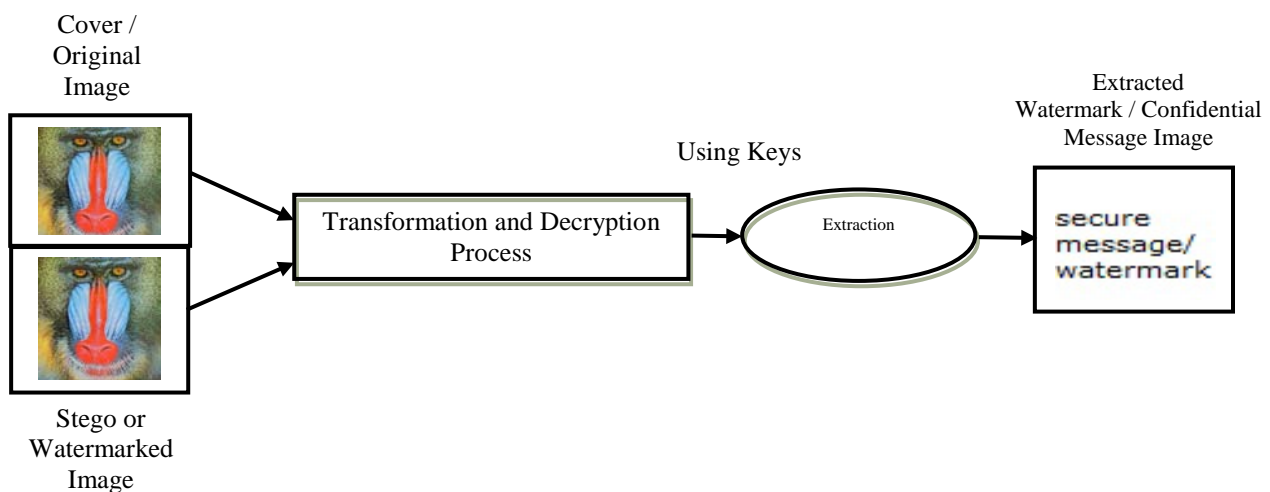 Cover /
Original
Image
Stego or
Watermarked
Image
Transformation and Decryption
Process
Using Keys
Extraction
Extracted
Watermark / Confidential
Message Image
secure
message/
watermark